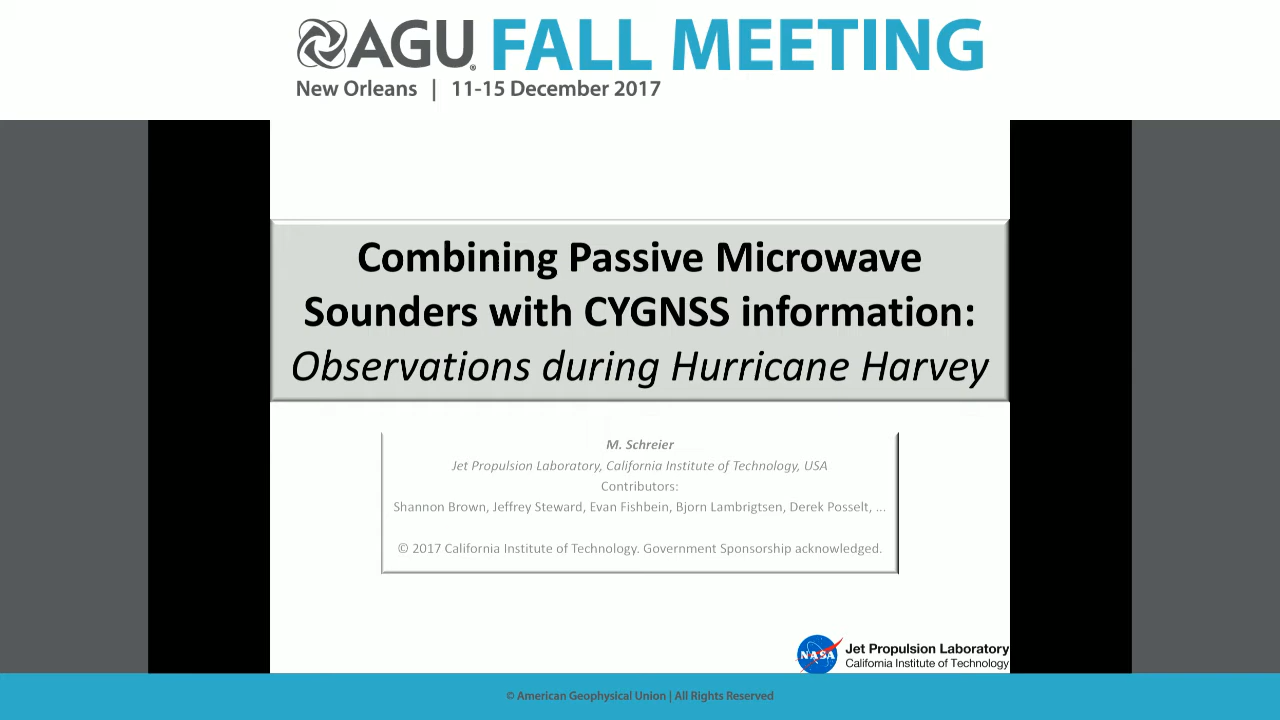 AGU FALL MEETING
New Orleans | 11-15 December 2017
Combining Passive Microwave
Sounders with CYGNSS information:
Observations during Hurricane Harvey
M. Schreier
Jet Propulsion Laboratory, California Institute of Technology, USA
Contributors:
Shannon Brown, Jeffrey Steward, Evan Fishbein, Bjorn Lambrigtsen, Derek Posselt, ...
© 2017 California Institute of Technology. Government Sponsorship acknowledged.
NASA
Jet Propulsion Laboratory
California Institute of Technology
© American Geophysical Union | All Rights Reserved